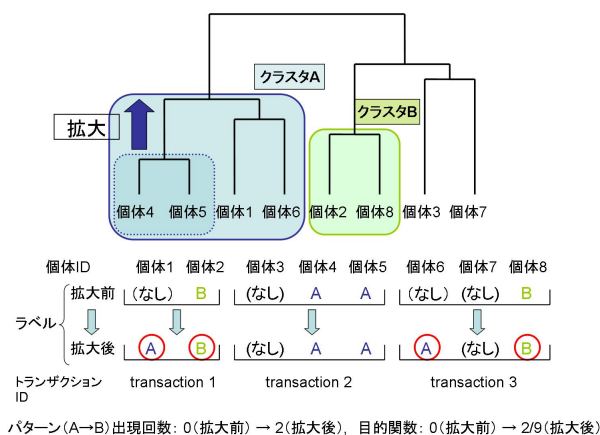 クラスタA
クラスタB
拡大
個体4 個体5 個体1 個体6 個体2 個体8 個体3 個体7
個体ID 個体1 個体2 個体3 個体4 個体5 個体6 個体7 個体8
ラベル
拡大前 (なし) B (なし) A A (なし) (なし) B
拡大後 A B (なし) A A A (なし) B
トランザクションID transaction 1 transaction 2 transaction 3
パターン(A→B)出現回数: 0(拡大前) → 2(拡大後), 目的関数: 0(拡大前) → 2/9(拡大後)